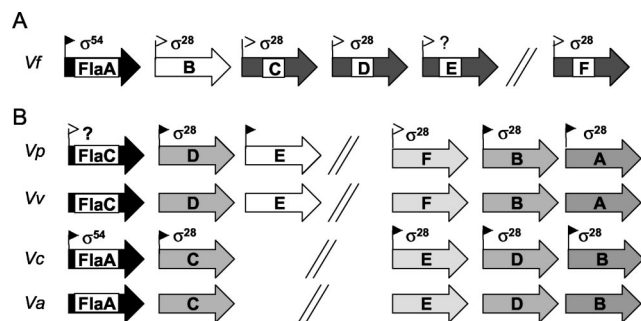 A
σ54 σ28 σ28 σ28 ? σ28
Vf FlaA B C D E F
B
? σ28 σ28 σ28 σ28
Vp FlaC D E F B A
Vv FlaC D E F B A
σ54 σ28 σ28 σ28 σ28
Vc FlaA C E D B
Va FlaA C E D B